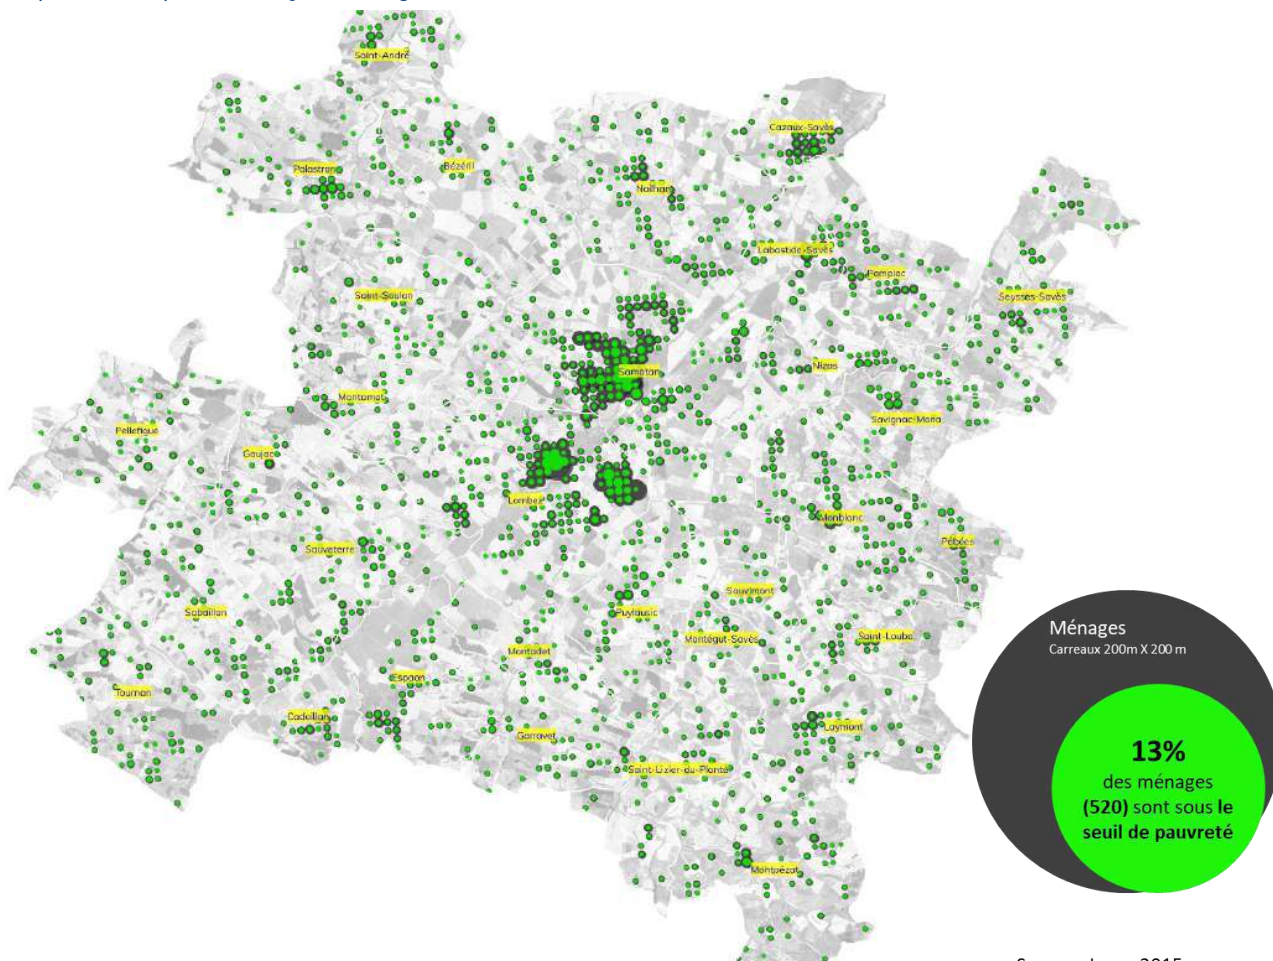 Saint-André
Cazaux-Savès
Polastron
Bézéril
Noilhan
Labastide-Savès
Pompiac
Saint-Soulan
Seysses-Savès
Samatan
Nizas
Montamat
Savignac-Mona
Pellefigue
Gaujac
Lombez
Monblanc
Pébées
Sauveterre
Sauvimont
Sabaillan
Puylausic
Montégut-Savès
Saint-Loube
Montadet
Espaon
Tournan
Cadeillan
Garravet
Laymont
Saint-Lizier-du-Planté
Montpézat
Ménages
Carreaux 200m X 200 m
13%
des ménages
(520) sont sous le
seuil de pauvreté